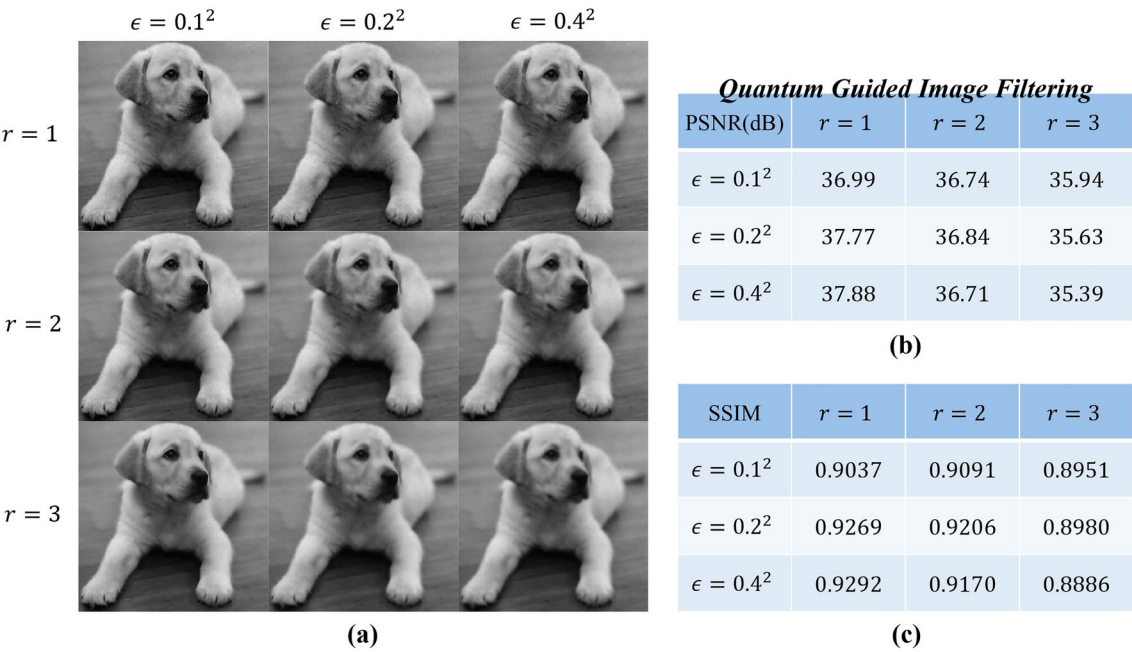 ϵ = 0.1² ϵ = 0.2² ϵ = 0.4²
r = 1
r = 2
r = 3
(a)
Quantum Guided Image Filtering
PSNR(dB) r = 1 r = 2 r = 3
ϵ = 0.1² 36.99 36.74 35.94
ϵ = 0.2² 37.77 36.84 35.63
ϵ = 0.4² 37.88 36.71 35.39
(b)
SSIM r = 1 r = 2 r = 3
ϵ = 0.1² 0.9037 0.9091 0.8951
ϵ = 0.2² 0.9269 0.9206 0.8980
ϵ = 0.4² 0.9292 0.9170 0.8886
(c)